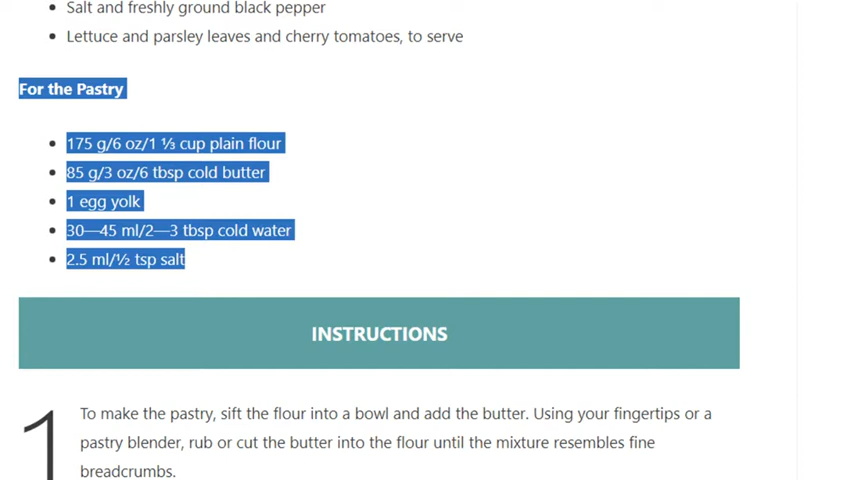 Salt and freshly ground black pepper
Lettuce and parsley leaves and cherry tomatoes, to serve
For the Pastry
175 g/6 oz/1 ⅓ cup plain flour
85 g/3 oz/6 tbsp cold butter
1 egg yolk
30—45 ml/2—3 tbsp cold water
2.5 ml/½ tsp salt
INSTRUCTIONS
1
To make the pastry, sift the flour into a bowl and add the butter. Using your fingertips or a
pastry blender, rub or cut the butter into the flour until the mixture resembles fine
breadcrumbs.